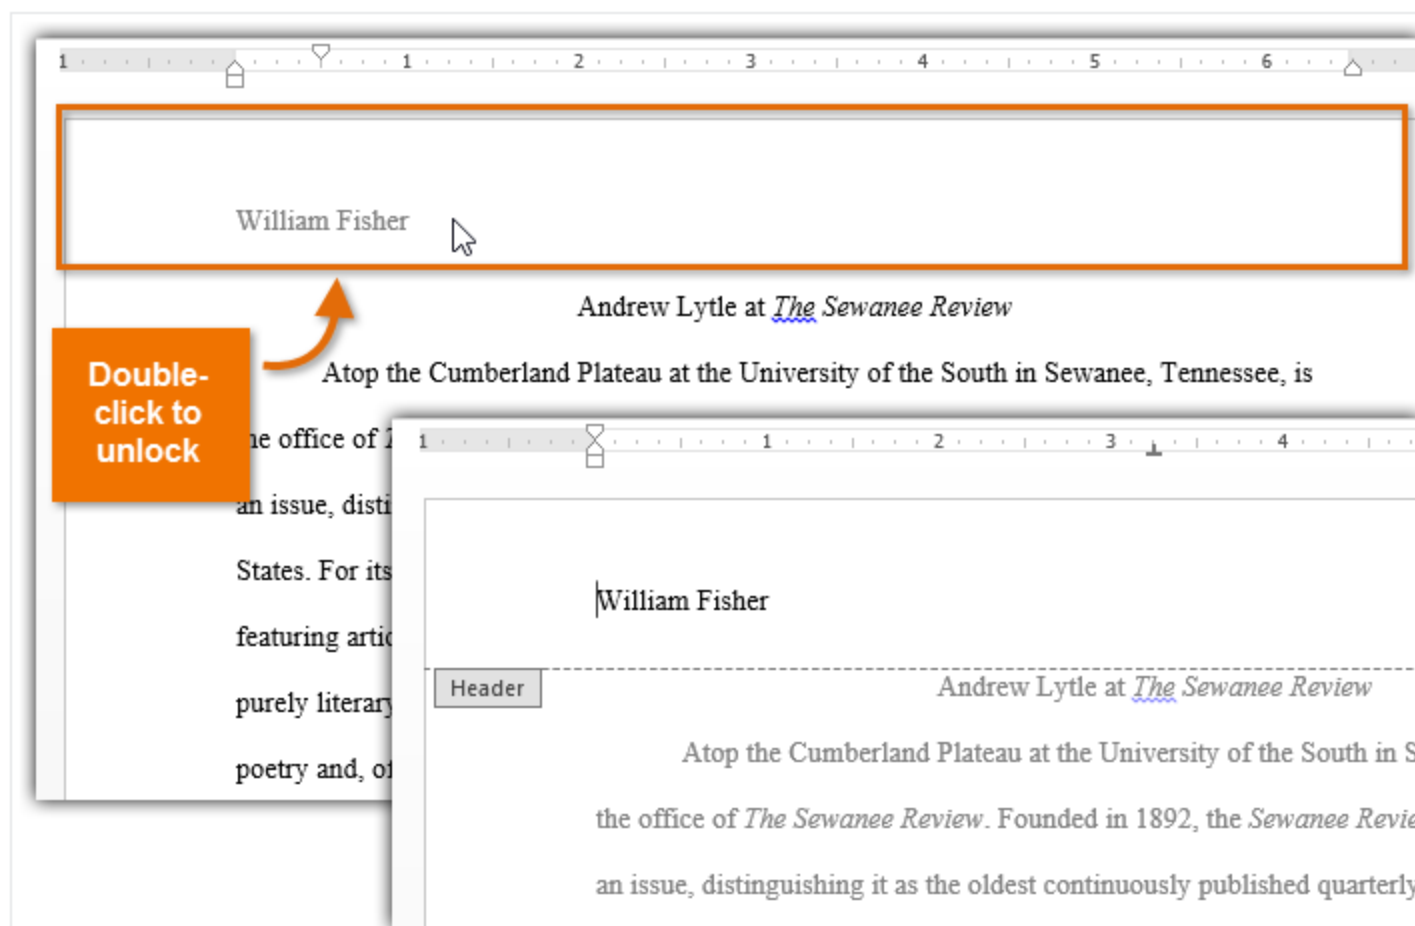 1 1 2 3 4 5 6
William Fisher
Andrew Lytle at The Sewanee Review
Atop the Cumberland Plateau at the University of the South in Sewanee, Tennessee, is
Double-
click to
unlock
the office of
an issue,
States. For its
featuring
purely literary
poetry and,
1 1 2 3 4
William Fisher
Header
Andrew Lytle at The Sewanee Review
Atop the Cumberland Plateau at the University of the South in S
the office of The Sewanee Review. Founded in 1892, the Sewanee Revie
an issue, distinguishing it as the oldest continuously published quarterly